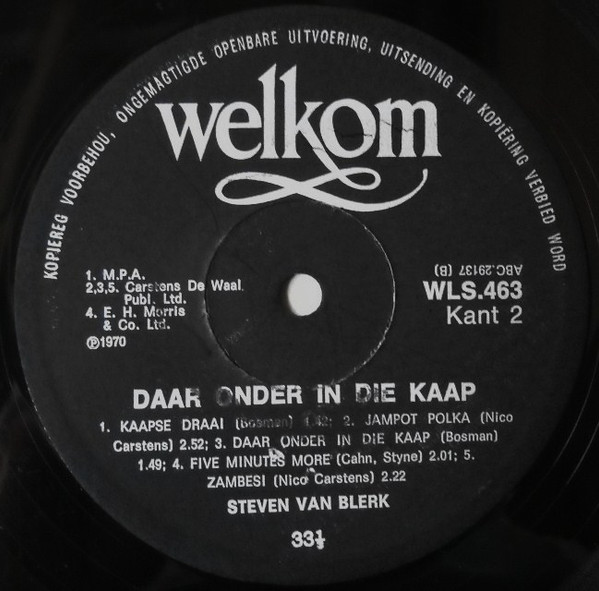 KOPIEREG VOORBEHOU, ONGEMAGTIGDE OPENBARE UITVOERING, UITSENDING EN KOPIËRING VERBIED WORD
welkom
1. M.P.A.
2,3,5. Carstens De Waal
Publ. Ltd.
4. E. H. Morris
& Co. Ltd.
℗1970
ABC.29137 (B)
WLS.463
Kant 2
DAAR ONDER IN DIE KAAP
1. KAAPSE DRAAI (Bosman) 1.42; 2. JAMPOT POLKA (Nico
Carstens) 2.52; 3. DAAR ONDER IN DIE KAAP (Bosman)
1.49; 4. FIVE MINUTES MORE (Cahn, Styne) 2.01; 5.
ZAMBESI (Nico Carstens) 2.22
STEVEN VAN BLERK
33⅓